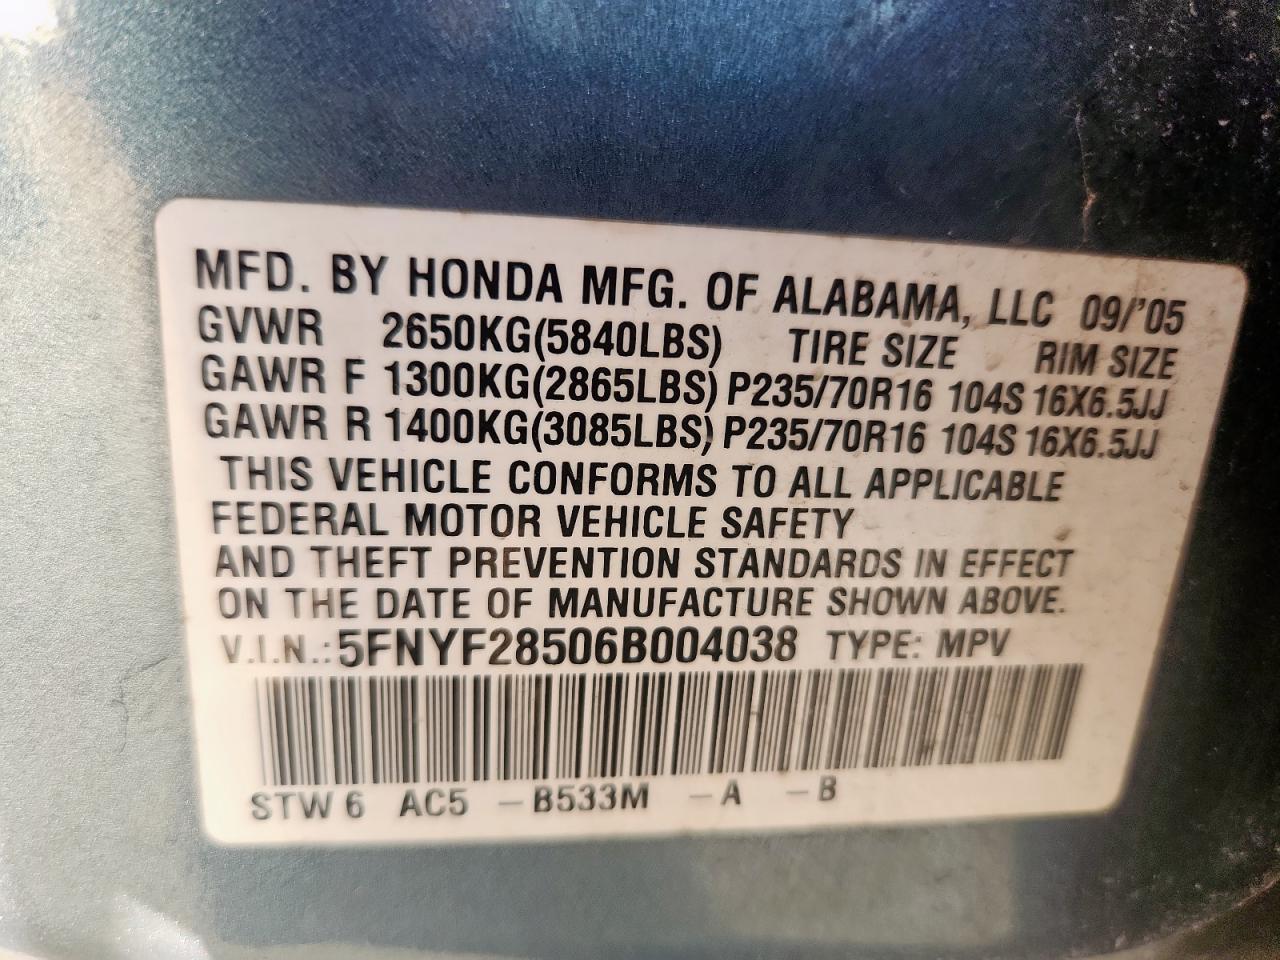 MFD. BY HONDA MFG. OF ALABAMA, LLC 09/'05
GVWR 2650KG(5840LBS) TIRE SIZE RIM SIZE
GAWR F 1300KG(2865LBS) P235/70R16 104S 16X6.5JJ
GAWR R 1400KG(3085LBS) P235/70R16 104S 16X6.5JJ
THIS VEHICLE CONFORMS TO ALL APPLICABLE
FEDERAL MOTOR VEHICLE SAFETY
AND THEFT PREVENTION STANDARDS IN EFFECT
ON THE DATE OF MANUFACTURE SHOWN ABOVE.
V.I.N.: 5FNYF28506B004038 TYPE: MPV
STW 6 AC5 – B533M – A – B